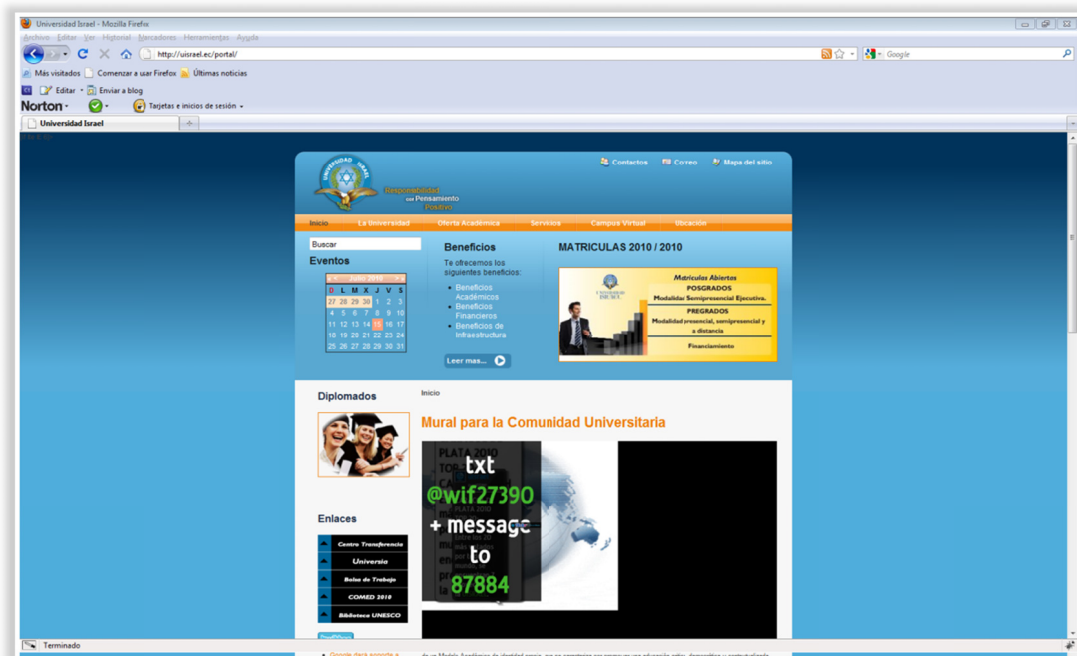 Universidad Israel - Mozilla Firefox
Archivo Editar Ver Historial Marcadores Herramientas Ayuda
http://uisrael.ec/portal/
Google
Más visitados Comenzar a usar Firefox Últimas noticias
Editar Enviar a blog
Norton Tarjetas e inicios de sesión
Universidad Israel
Contactos Correo Mapa del sitio
UNIVERSIDAD ISRAEL
Responsabilidad
con Pensamiento
Positivo
Inicio La Universidad Oferta Académica Servicios Campus Virtual Ubicación
Buscar
Eventos
Julio 2010
D L M X J V S
27 28 29 30 1 2 3
4 5 6 7 8 9 10
11 12 13 14 15 16 17
18 19 20 21 22 23 24
25 26 27 28 29 30 31
Beneficios
Te ofrecemos los
siguientes beneficios:
Beneficios
Académicos
Beneficios
Financieros
Beneficios de
Infraestructura
Leer mas...
MATRICULAS 2010 / 2010
Matrículas Abiertas
POSGRADOS
Modalidad Semipresencial Ejecutiva.
PREGRADOS
Modalidad presencial, semipresencial y
a distancia
Financiamiento
Diplomados
Inicio
Mural para la Comunidad Universitaria
PLATA 2010
txt
@wif27390
+ message
to
87884
Enlaces
Centro Transferencia
Universia
Bolsa de Trabajo
COMED 2010
Biblioteca UNESCO
Terminado